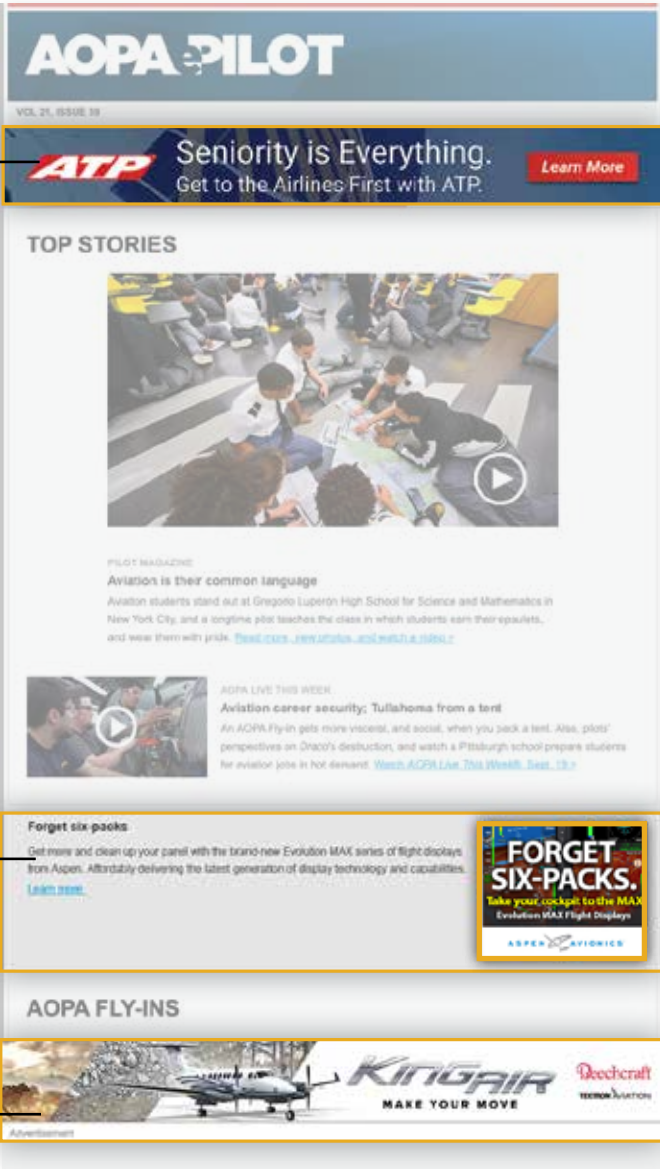 AOPA ePILOT
VOL 21, ISSUE 39
ATP
Seniority is Everything.
Get to the Airlines First with ATP.
Learn More
TOP STORIES
PILOT MAGAZINE
Aviation is their common language
Aviation students stand out at Gregorio Luperón High School for Science and Mathematics in
New York City, and a longtime pilot teaches the class in which students earn their epaulets,
and wear them with pride. Read more, view photos, and watch a video >
AOPA LIVE THIS WEEK
Aviation career security; Tullahoma from a tent
An AOPA Fly-In gets more visceral, and social, when you pack a tent. Also, pilots'
perspectives on Draco's destruction, and watch a Pittsburgh school prepare students
for aviation jobs in hot demand. Watch AOPA Live This Week®, Sept. 19 >
Forget six-packs
Get more and clean up your panel with the brand-new Evolution MAX series of flight displays
from Aspen. Affordably delivering the latest generation of display technology and capabilities.
Learn more.
FORGET
SIX-PACKS.
Take your cockpit to the MAX
Evolution MAX Flight Displays
ASPEN AVIONICS
AOPA FLY-INS
KING AIR
MAKE YOUR MOVE
Beechcraft
TEXTRON AVIATION
Advertisement